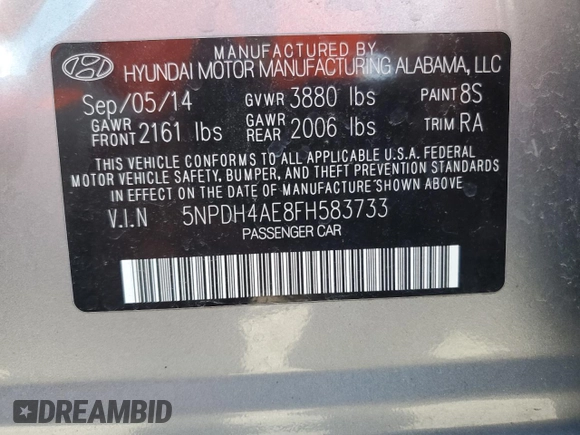 MANUFACTURED BY
HYUNDAI MOTOR MANUFACTURING ALABAMA, LLC
Sep/05/14 GVWR 3880 lbs PAINT 8S
GAWR FRONT 2161 lbs GAWR REAR 2006 lbs TRIM RA
THIS VEHICLE CONFORMS TO ALL APPLICABLE U.S.A. FEDERAL
MOTOR VEHICLE SAFETY, BUMPER, AND THEFT PREVENTION STANDARDS
IN EFFECT ON THE DATE OF MANUFACTURE SHOWN ABOVE.
V.I.N 5NPDH4AE8FH583733
PASSENGER CAR
DREAMBID